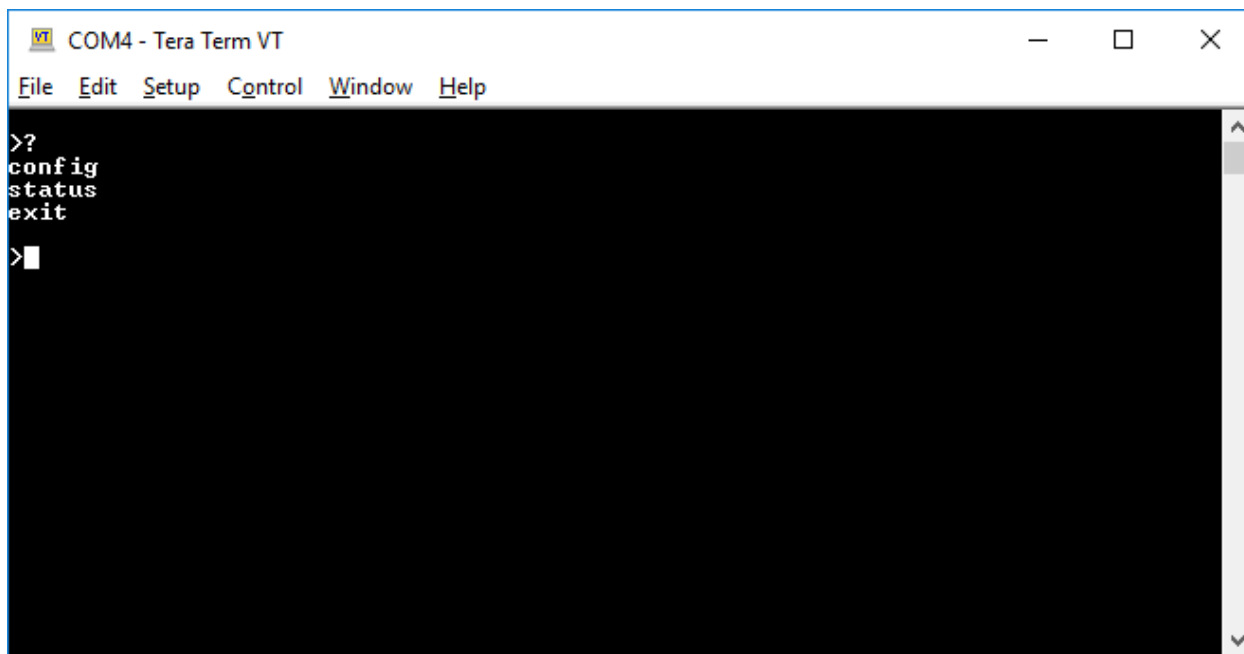 COM4 - Tera Term VT
File Edit Setup Control Window Help
>?
config
status
exit
>